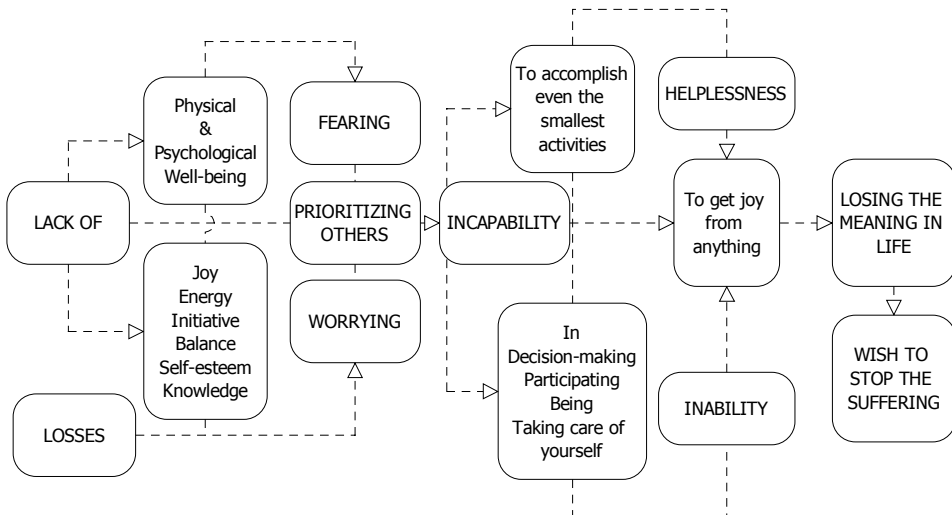 LACK OF
LOSSES
Physical
&
Psychological
Well-being
Joy
Energy
Initiative
Balance
Self-esteem
Knowledge
FEARING
PRIORITIZING
OTHERS
WORRYING
INCAPABILITY
To accomplish
even the
smallest
activities
In
Decision-making
Participating
Being
Taking care of
yourself
HELPLESSNESS
To get joy
from
anything
INABILITY
LOSING THE
MEANING IN
LIFE
WISH TO
STOP THE
SUFFERING